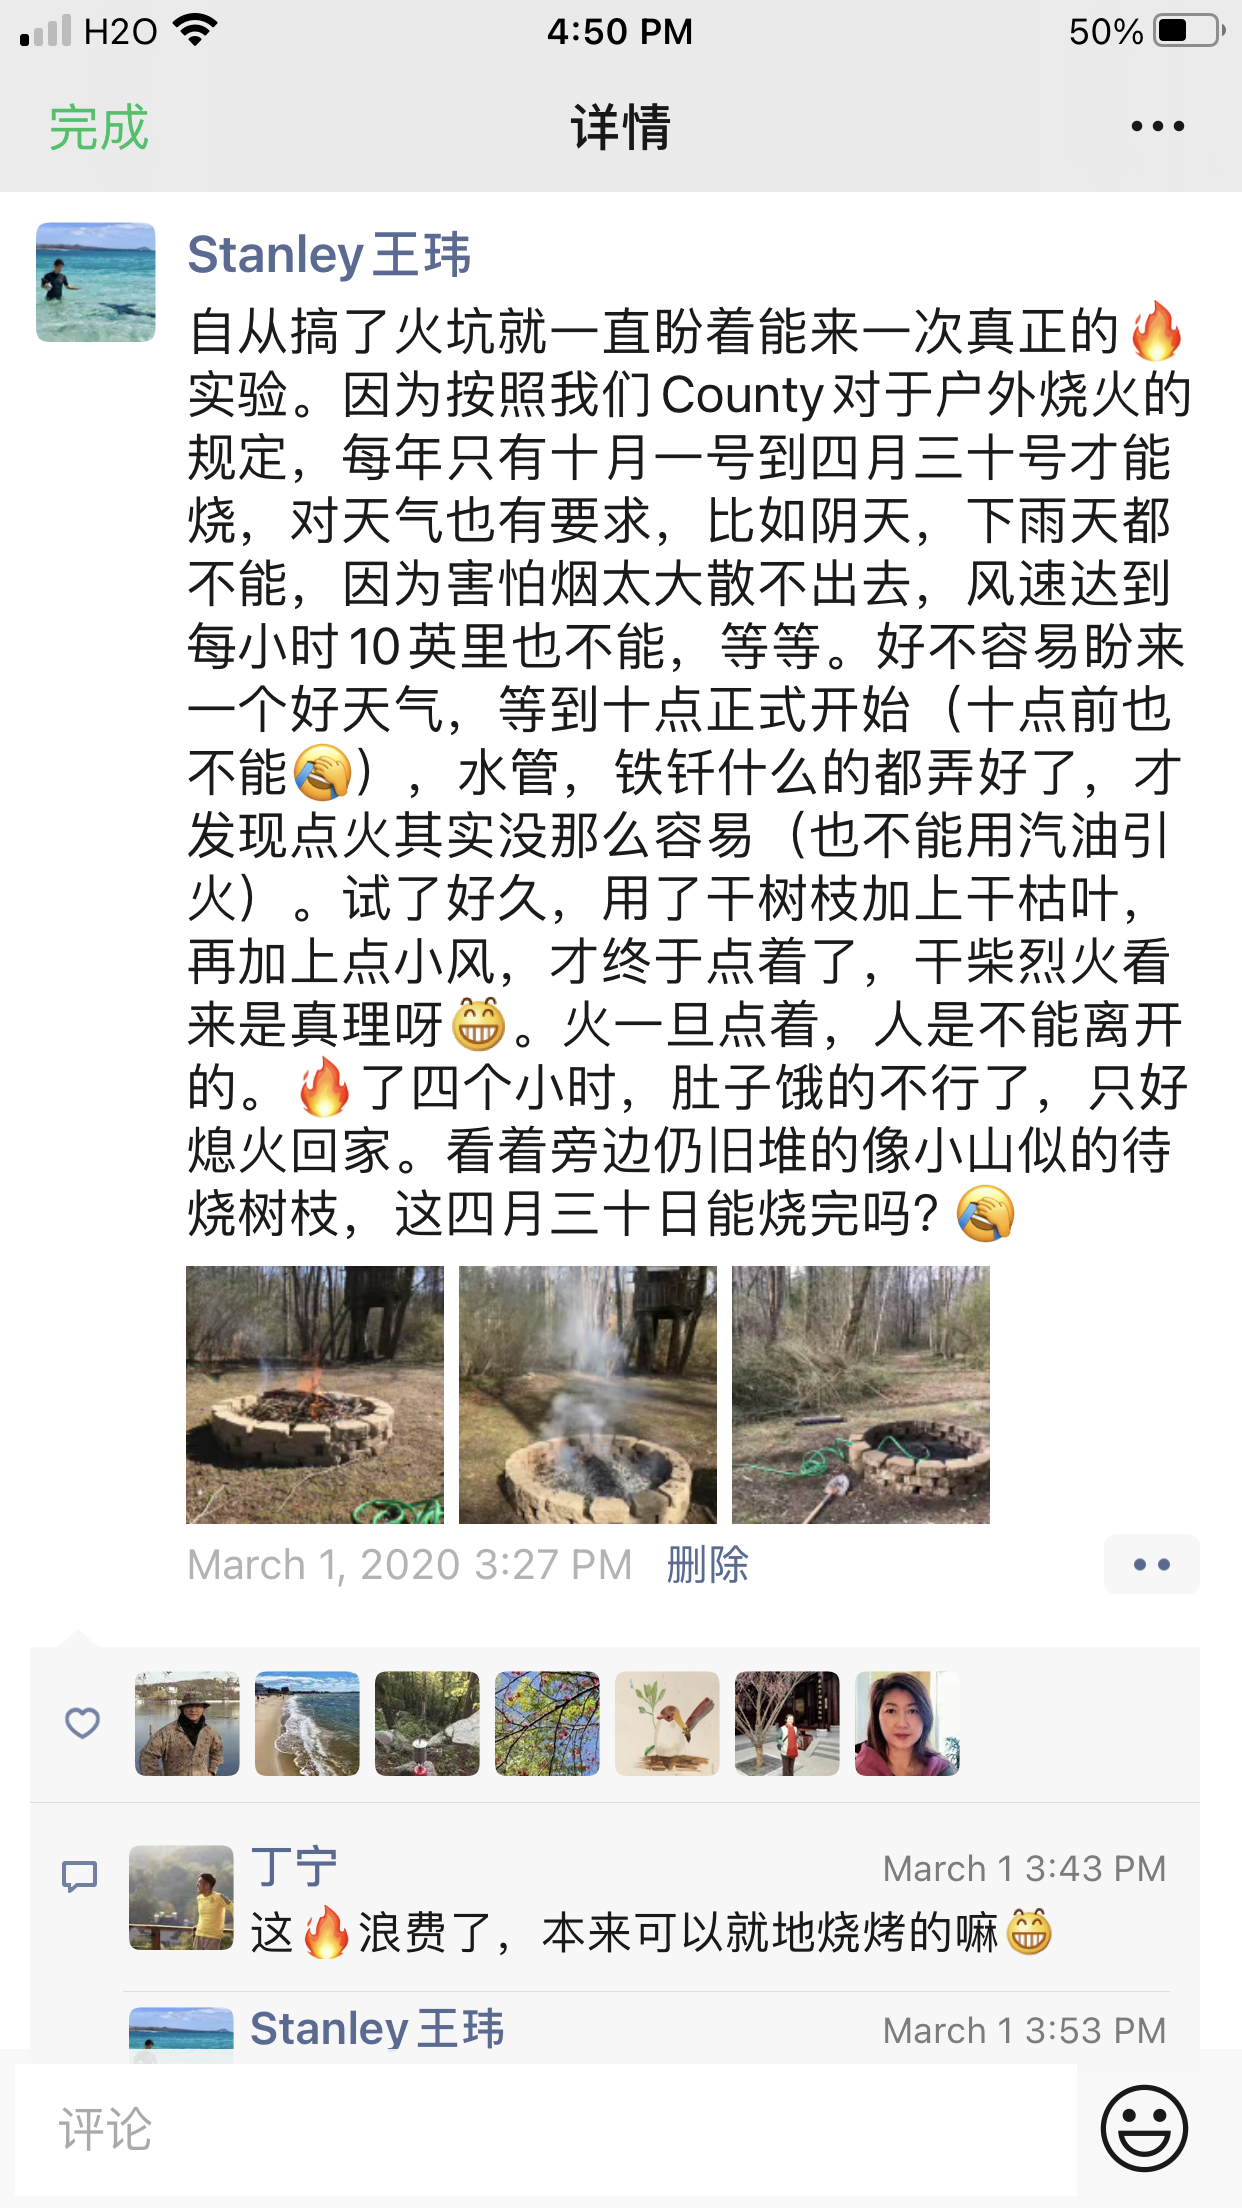 H2O 4:50 PM 50%
完成 详情
Stanley王玮
自从搞了火坑就一直盼着能来一次真正的🔥
实验。因为按照我们County对于户外烧火的
规定，每年只有十月一号到四月三十号才能
烧，对天气也有要求，比如阴天，下雨天都
不能，因为害怕烟太大散不出去，风速达到
每小时10英里也不能，等等。好不容易盼来
一个好天气，等到十点正式开始（十点前也
不能🤦），水管，铁钎什么的都弄好了，才
发现点火其实没那么容易（也不能用汽油引
火）。试了好久，用了干树枝加上干枯叶，
再加上点小风，才终于点着了，干柴烈火看
来是真理呀😁。火一旦点着，人是不能离开
的。🔥了四个小时，肚子饿的不行了，只好
熄火回家。看着旁边仍旧堆的像小山似的待
烧树枝，这四月三十日能烧完吗？🤦
March 1, 2020 3:27 PM 删除
丁宁 March 1 3:43 PM
这🔥浪费了，本来可以就地烧烤的嘛😁
Stanley王玮 March 1 3:53 PM
评论